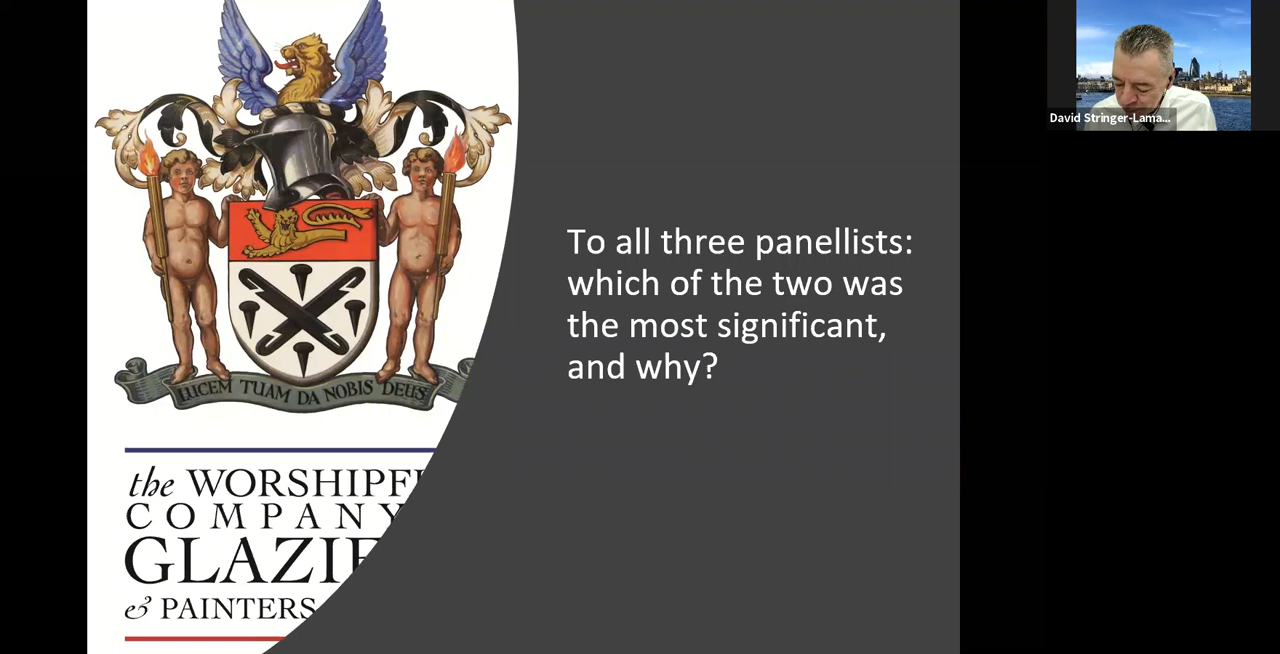 LUCEM TUAM DA NOBIS DEUS
the WORSHIPF
COMPANY
GLAZIE
& PAINTERS
To all three panellists:
which of the two was
the most significant,
and why?
David Stringer-Lama...